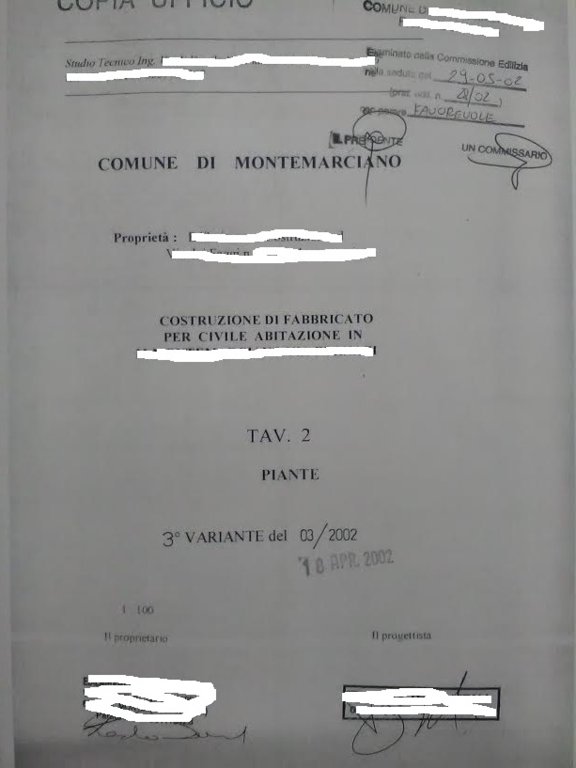 COPIA UFFICIO
COMUNE D
Studio Tecnico Ing.
Esaminato dalla Commissione Edilizia
nella seduta del 29-05-02
(prat. edil. n. /02)
parere FAVOREVOLE
IL PRESIDENTE
UN COMMISSARIO
COMUNE DI MONTEMARCIANO
Proprietà :
COSTRUZIONE DI FABBRICATO
PER CIVILE ABITAZIONE IN
TAV. 2
PIANTE
3° VARIANTE del 03/2002
18 APR. 2002
1 100
Il proprietario
Il progettista